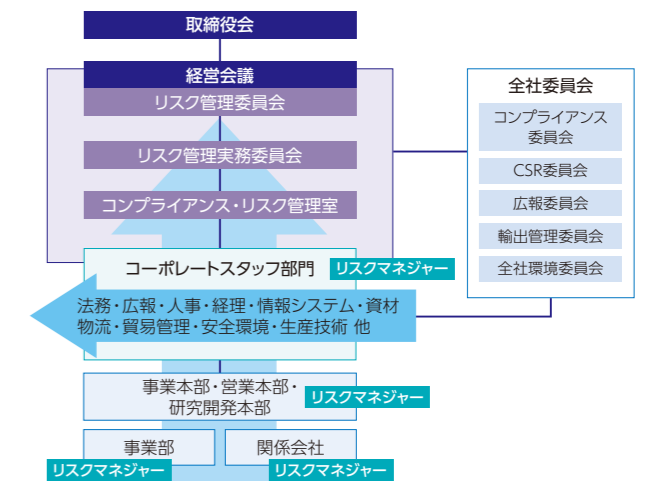 取締役会
経営会議
リスク管理委員会
リスク管理実務委員会
コンプライアンス・リスク管理室
コーポレートスタッフ部門
リスクマネジャー
法務・広報・人事・経理・情報システム・資材
物流・貿易管理・安全環境・生産技術 他
事業本部・営業本部・
研究開発本部
リスクマネジャー
事業部
リスクマネジャー
関係会社
リスクマネジャー
全社委員会
コンプライアンス
委員会
CSR委員会
広報委員会
輸出管理委員会
全社環境委員会